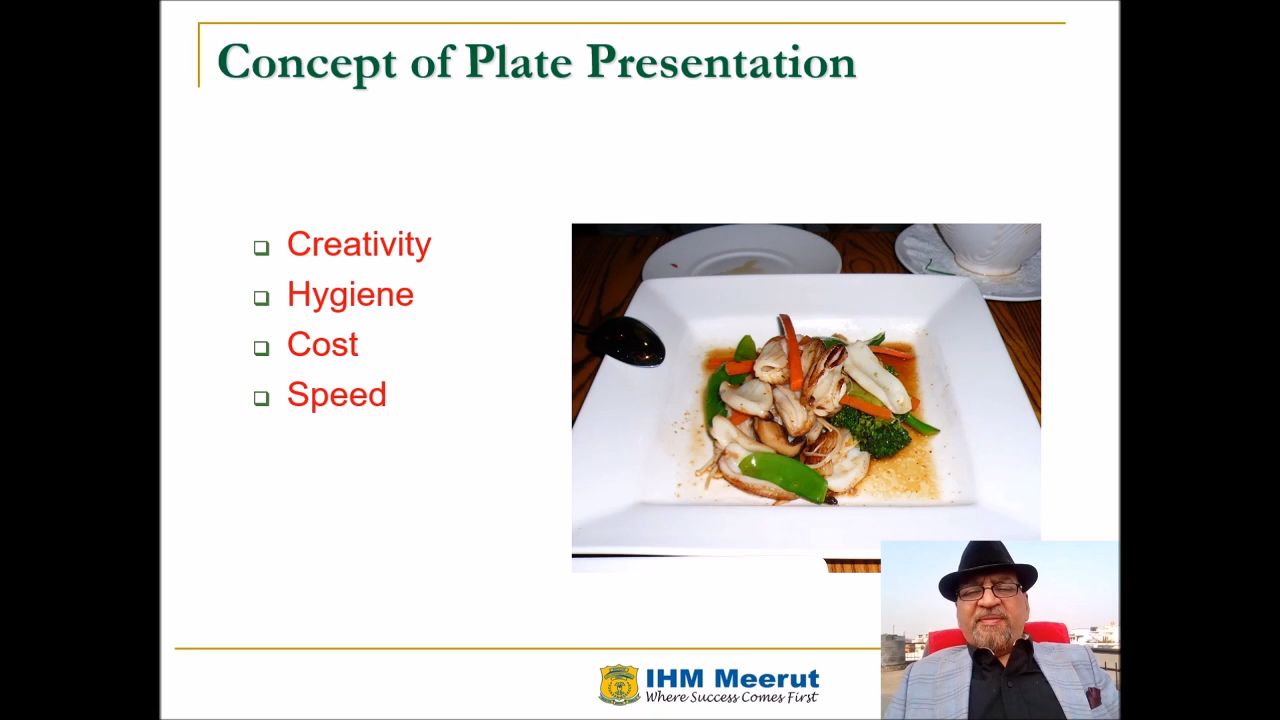 Concept of Plate Presentation
Creativity
Hygiene
Cost
Speed
IHM Meerut
Where Success Comes First